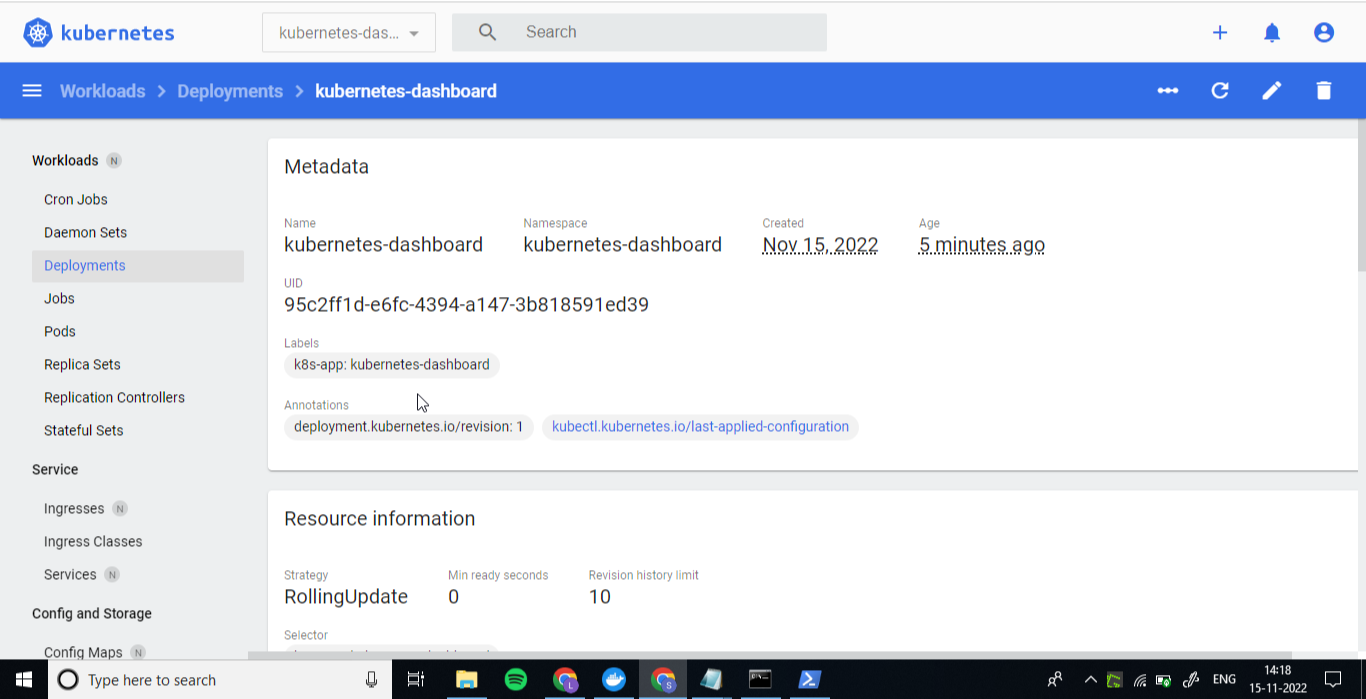 kubernetes
kubernetes-das...
Search
Workloads > Deployments > kubernetes-dashboard
Workloads N
Cron Jobs
Daemon Sets
Deployments
Jobs
Pods
Replica Sets
Replication Controllers
Stateful Sets
Service
Ingresses N
Ingress Classes
Services N
Config and Storage
Config Maps N
Metadata
Name
kubernetes-dashboard
Namespace
kubernetes-dashboard
Created
Nov 15, 2022
Age
5 minutes ago
UID
95c2ff1d-e6fc-4394-a147-3b818591ed39
Labels
k8s-app: kubernetes-dashboard
Annotations
deployment.kubernetes.io/revision: 1
kubectl.kubernetes.io/last-applied-configuration
Resource information
Strategy
RollingUpdate
Min ready seconds
0
Revision history limit
10
Selector
Type here to search
L
S
ENG
14:18
15-11-2022